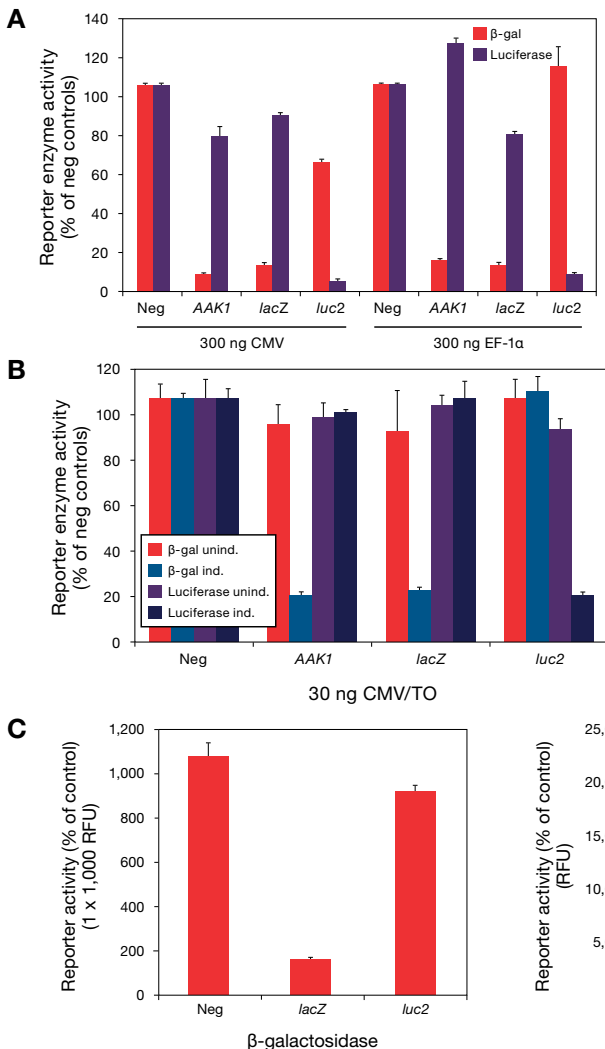 A
Reporter enzyme activity
(% of neg controls)
140
120
100
80
60
40
20
0
β-gal
Luciferase
Neg AAK1 lacZ luc2 Neg AAK1 lacZ luc2
300 ng CMV 300 ng EF-1α
B
Reporter enzyme activity
(% of neg controls)
120
100
80
60
40
20
0
β-gal unind.
β-gal ind.
Luciferase unind.
Luciferase ind.
Neg AAK1 lacZ luc2
30 ng CMV/TO
C
Reporter activity (% of control)
(1 x 1,000 RFU)
1,200
1,000
800
600
400
200
0
Neg lacZ luc2
β-galactosidase
Reporter activity (% of control)
(RFU)
25,
20,
15,
10,
5,